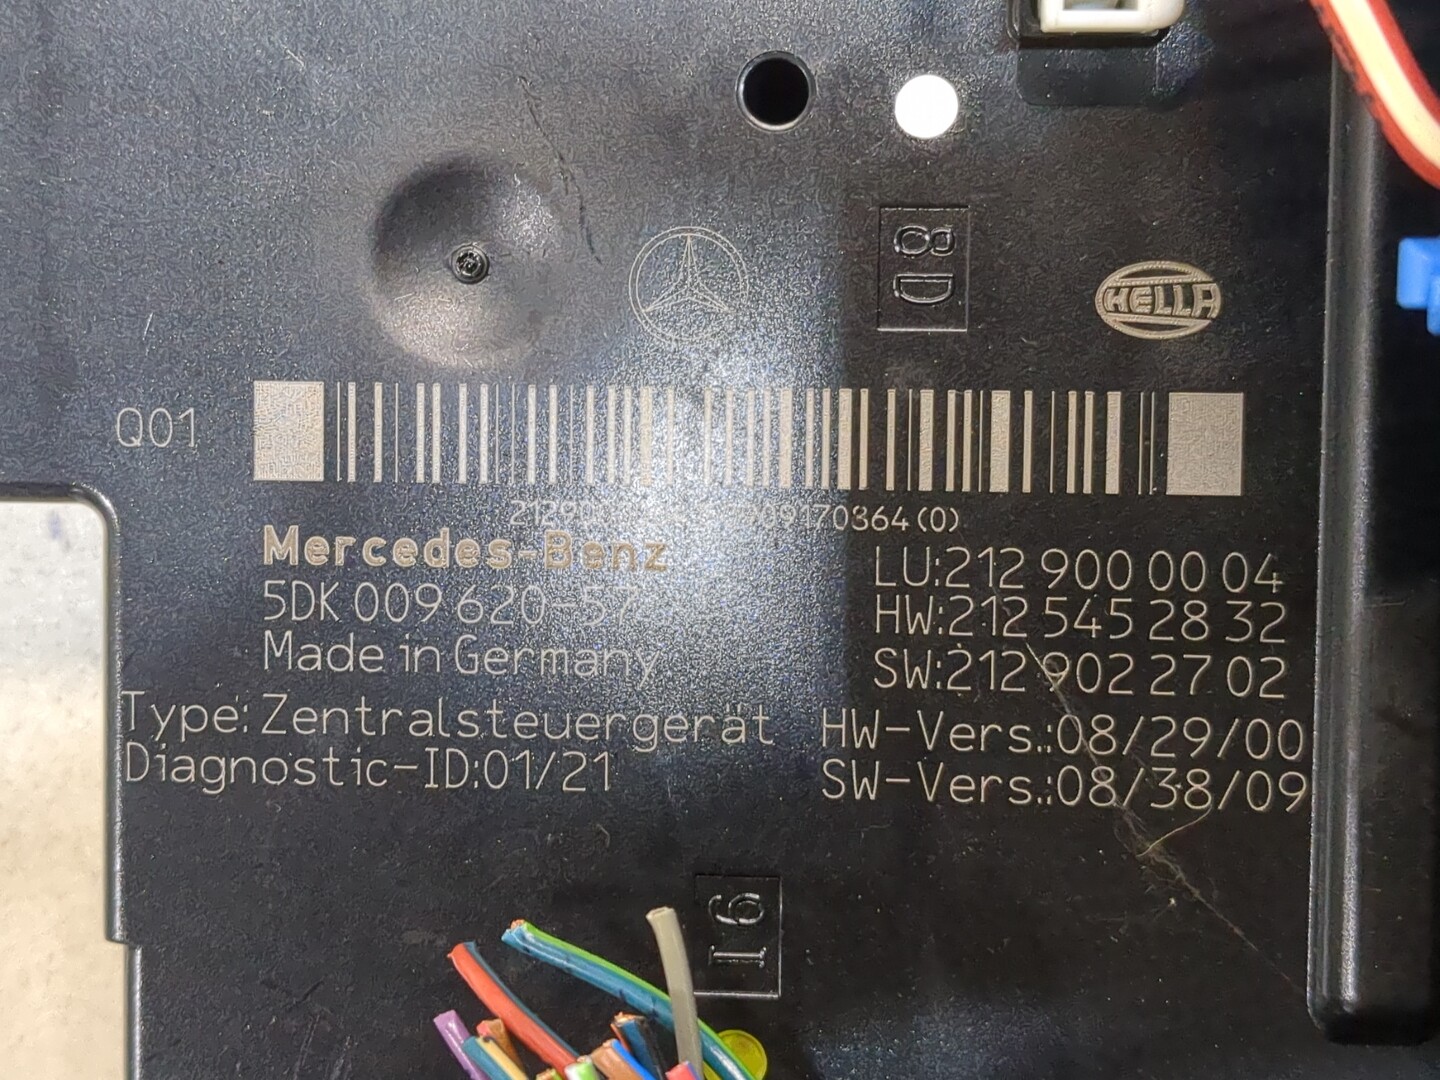 8D
HELLA
Q01
09170364(0)
Mercedes-Benz
5DK 009 620-57
Made in Germany
LU:212 900 00 04
HW:212 545 28 32
SW:212 902 27 02
Type: Zentralsteuergerät
Diagnostic-ID:01/21
HW-Vers.:08/29/00
SW-Vers.:08/38/09
I6